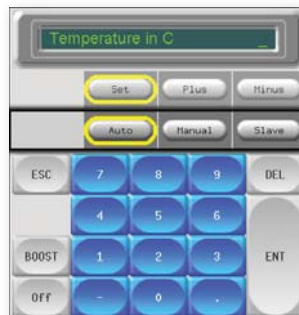 Temperature in C _
Set Plus Minus
Auto Manual Slave
ESC 7 8 9 DEL
4 5 6
BOOST 1 2 3 ENT
Off - 0 .